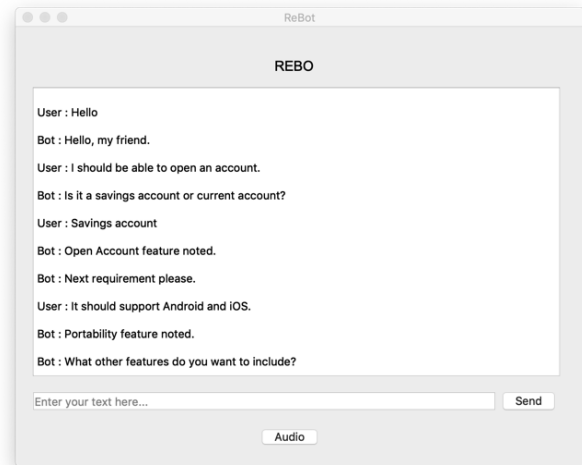 ReBot
REBO
User : Hello
Bot : Hello, my friend.
User : I should be able to open an account.
Bot : Is it a savings account or current account?
User : Savings account
Bot : Open Account feature noted.
Bot : Next requirement please.
User : It should support Android and iOS.
Bot : Portability feature noted.
Bot : What other features do you want to include?
Enter your text here...
Send
Audio